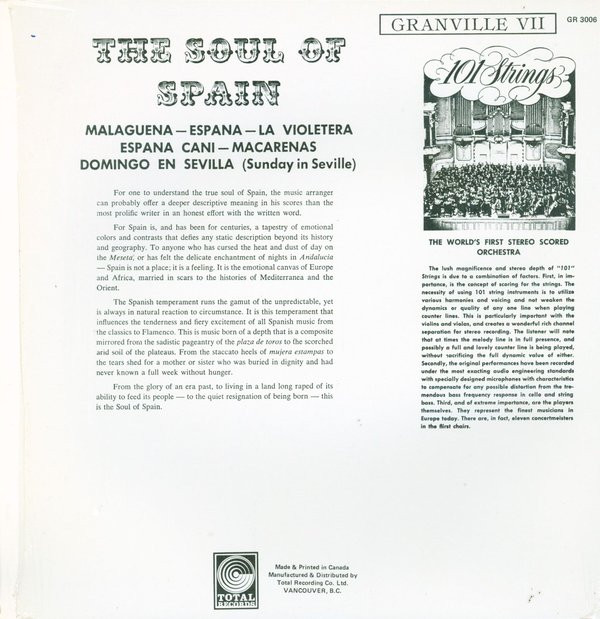 GRANVILLE VII
GR 3006
THE SOUL OF
SPAIN
MALAGUENA — ESPANA — LA VIOLETERA
ESPANA CANI — MACARENAS
DOMINGO EN SEVILLA (Sunday in Seville)
For one to understand the true soul of Spain, the music arranger
can probably offer a deeper descriptive meaning in his scores than the
most prolific writer in an honest effort with the written word.
For Spain is, and has been for centuries, a tapestry of emotional
colors and contrasts that defies any static description beyond its history
and geography. To anyone who has cursed the heat and dust of day on
the Meseta, or has felt the delicate enchantment of nights in Andalucia
— Spain is not a place; it is a feeling. It is the emotional canvas of Europe
and Africa, married in scars to the histories of Mediterranea and the
Orient.
The Spanish temperament runs the gamut of the unpredictable, yet
is always in natural reaction to circumstance. It is this temperament that
influences the tenderness and fiery excitement of all Spanish music from
the classics to Flamenco. This is music born of a depth that is a composite
mirrored from the sadistic pageantry of the plaza de toros to the scorched
arid soil of the plateaus. From the staccato heels of mujera estampas to
the tears shed for a mother or sister who was buried in dignity and had
never known a full week without hunger.
From the glory of an era past, to living in a land long raped of its
ability to feed its people — to the quiet resignation of being born — this
is the Soul of Spain.
101 Strings
THE WORLD'S FIRST STEREO SCORED
ORCHESTRA
The lush magnificence and stereo depth of "101"
Strings is due to a combination of factors. First, in im-
portance, is the concept of scoring for the strings. The
necessity of using 101 string instruments is to utilize
various harmonies and voicing and not weaken the
dynamics or quality of any one line when playing
counter lines. This is particularly important with the
violins and violas, and creates a wonderful rich channel
separation for stereo recording. The listener will note
that at times the melody line is in full presence, and
possibly a full and lovely counter line is being played,
without sacrificing the full dynamic value of either.
Secondly, the original performances have been recorded
under the most exacting audio engineering standards
with specially designed microphones with characteristics
to compensate for any possible distortion from the tre-
mendous bass frequency response in cello and string
bass. Third, and of extreme importance, are the players
themselves. They represent the finest musicians in
Europe today. There are, in fact, eleven concertmeisters
in the first chairs.
TOTAL
RECORDS
Made & Printed in Canada
Manufactured & Distributed by
Total Recording Co. Ltd.
VANCOUVER, B.C.